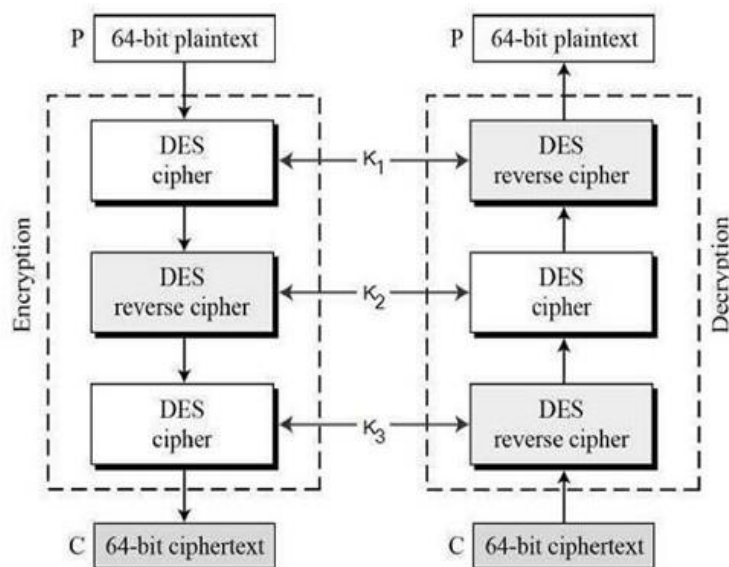 P 64-bit plaintext
DES
cipher
DES
reverse cipher
DES
cipher
C 64-bit ciphertext
Encryption
K1
K2
K3
P 64-bit plaintext
DES
reverse cipher
DES
cipher
DES
reverse cipher
C 64-bit ciphertext
Decryption